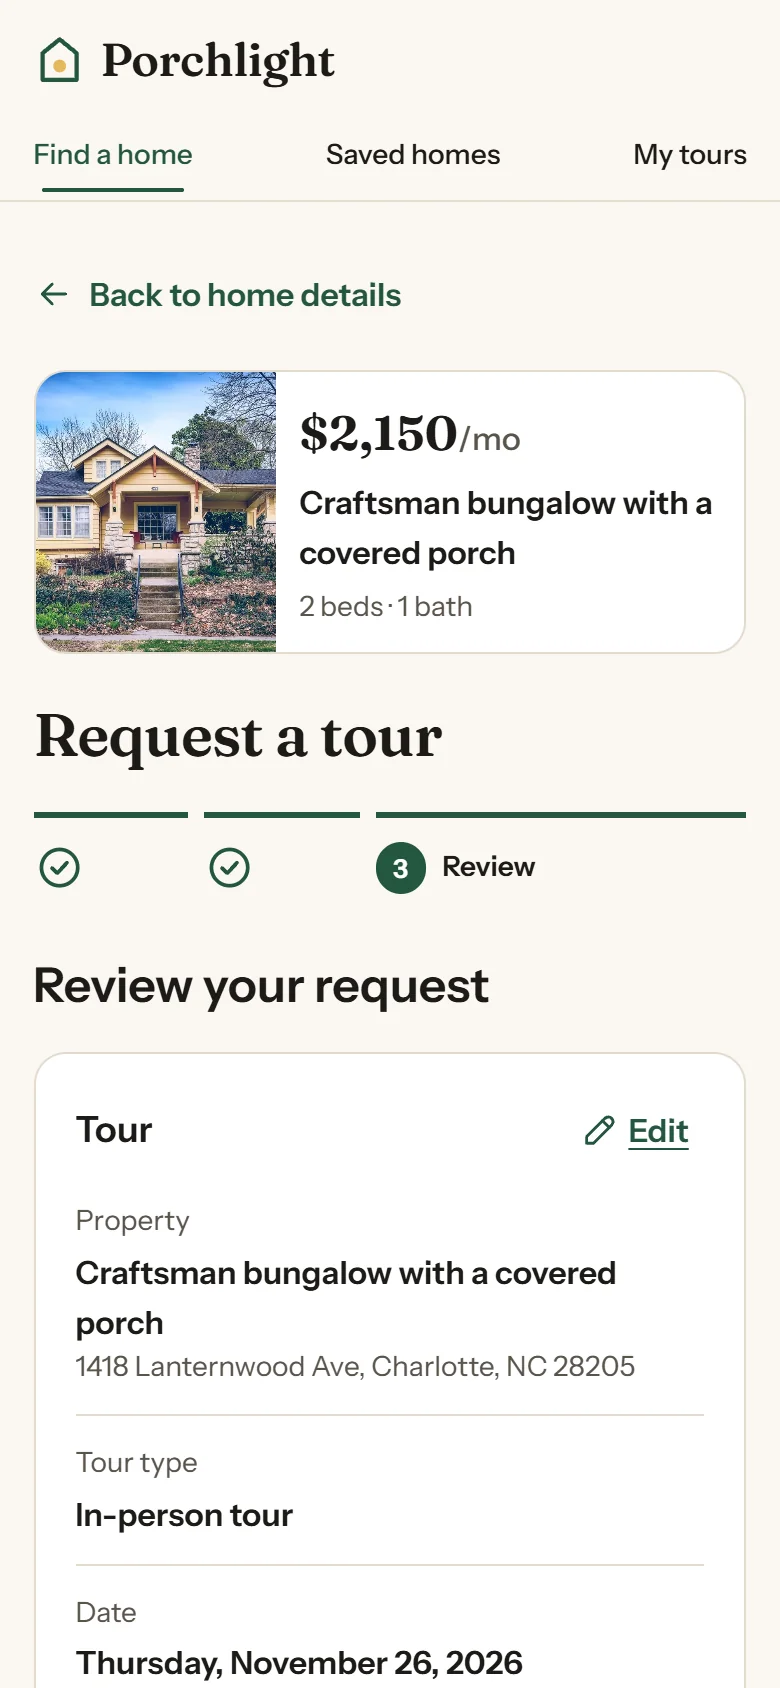 Porchlight
Find a home
Saved homes
My tours
Back to home details
$2,150/mo
Craftsman bungalow with a
covered porch
2 beds · 1 bath
Request a tour
3 Review
Review your request
Tour
Edit
Property
Craftsman bungalow with a covered
porch
1418 Lanternwood Ave, Charlotte, NC 28205
Tour type
In-person tour
Date
Thursday, November 26, 2026